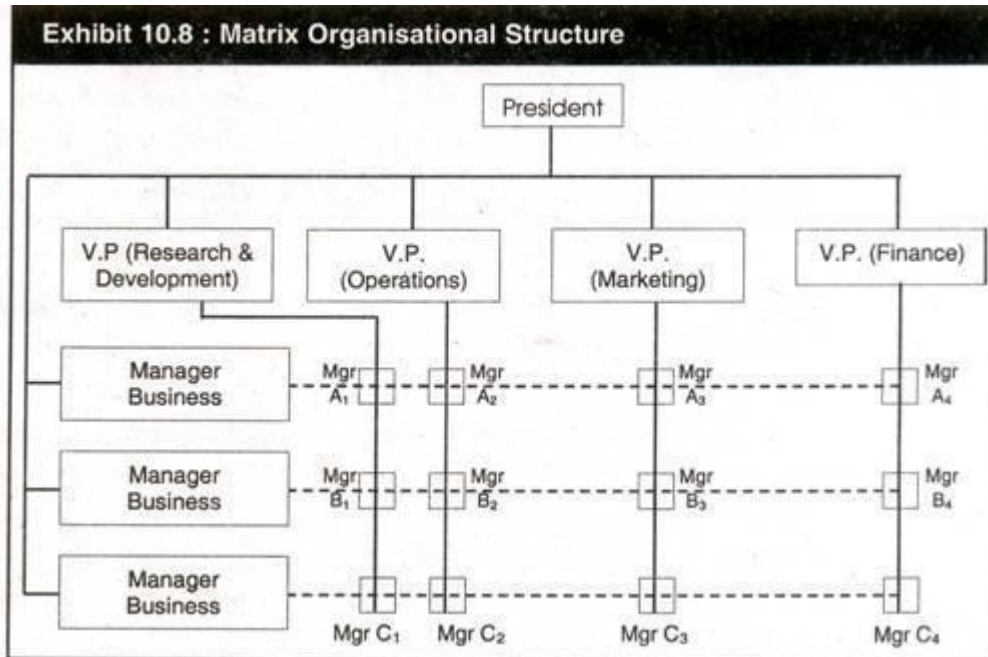 Exhibit 10.8 : Matrix Organisational Structure
President
V.P (Research &
Development)
V.P.
(Operations)
V.P.
(Marketing)
V.P. (Finance)
Manager
Business
Mgr
A₁
Mgr
A₂
Mgr
A₃
Mgr
A₄
Manager
Business
Mgr
B₁
Mgr
B₂
Mgr
B₃
Mgr
B₄
Manager
Business
Mgr C₁
Mgr C₂
Mgr C₃
Mgr C₄